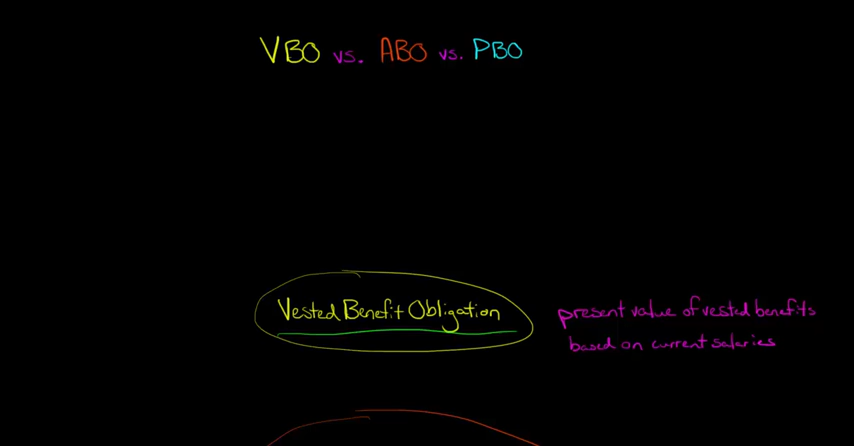 VBO vs. ABO vs. PBO
Vested Benefit Obligation
present value of vested benefits
based on current salaries